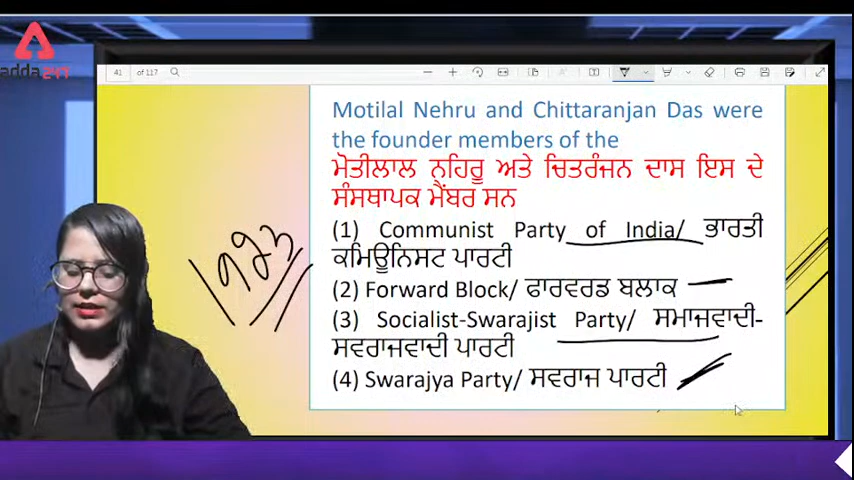 adda247
41 of 117
Motilal Nehru and Chittaranjan Das were
the founder members of the
ਮੋਤੀਲਾਲ ਨਹਿਰੂ ਅਤੇ ਚਿਤਰੰਜਨ ਦਾਸ ਇਸ ਦੇ
ਸੰਸਥਾਪਕ ਮੈਂਬਰ ਸਨ
(1) Communist Party of India/ ਭਾਰਤੀ
ਕਮਿਊਨਿਸਟ ਪਾਰਟੀ
(2) Forward Block/ ਫਾਰਵਰਡ ਬਲਾਕ
(3) Socialist-Swarajist Party/ ਸਮਾਜਵਾਦੀ-
ਸਵਰਾਜਵਾਦੀ ਪਾਰਟੀ
(4) Swarajya Party/ ਸਵਰਾਜ ਪਾਰਟੀ
1923